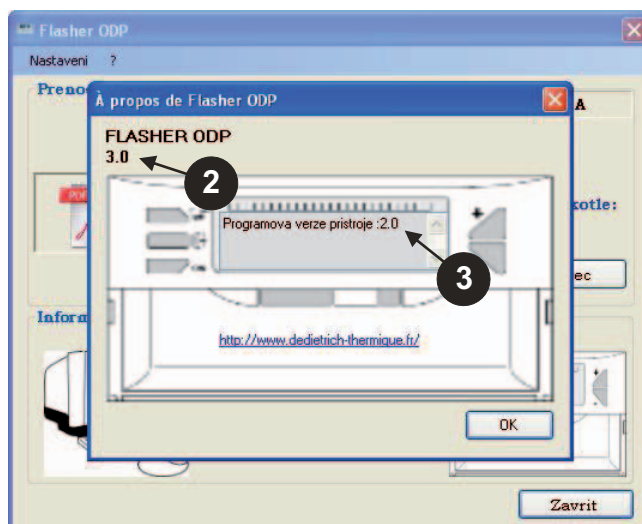 Flasher ODP
Nastaveni ?
Preno
À propos de Flasher ODP
A
FLASHER ODP
3.0
2
PDF
Programova verze pristroje :2.0
3
kotle:
ec
Inform
http://www.dedietrich-thermique.fr/
OK
Zavrit